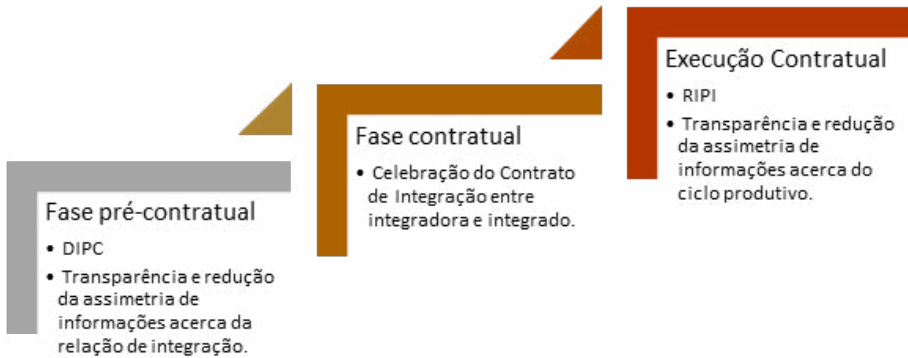 Fase pré-contratual
• DIPC
• Transparência e redução
da assimetria de
informações acerca da
relação de integração.
Fase contratual
• Celebração do Contrato
de Integração entre
integradora e integrado.
Execução Contratual
• RIPI
• Transparência e redução
da assimetria de
informações acerca do
ciclo produtivo.